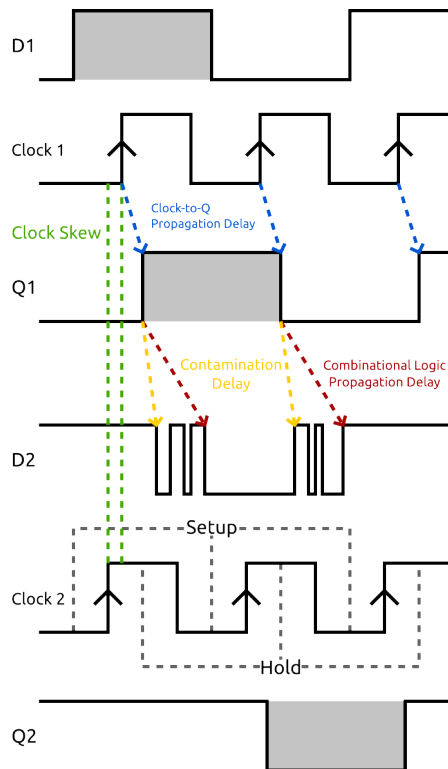 D1
Clock 1
Clock-to-Q
Propagation Delay
Clock Skew
Q1
Contamination
Delay
Combinational Logic
Propagation Delay
D2
Setup
Clock 2
Hold
Q2